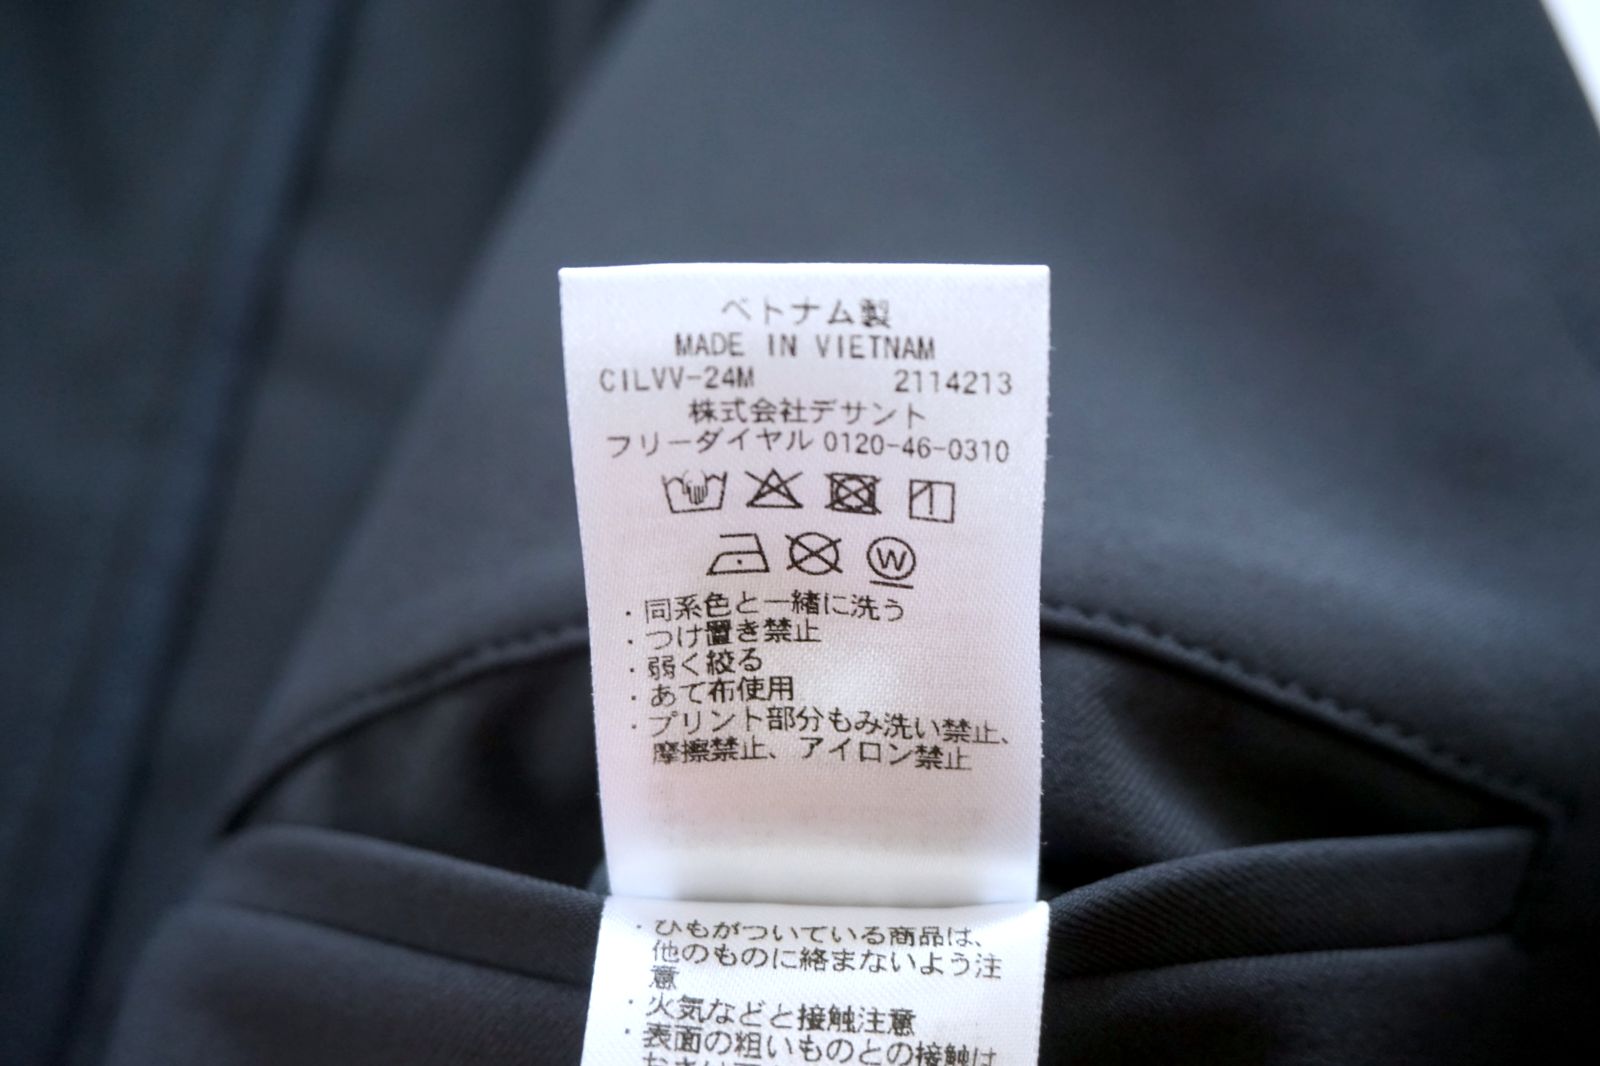 ベトナム製
MADE IN VIETNAM
CILVV-24M 2114213
株式会社デサント
フリーダイヤル 0120-46-0310
W
・同系色と一緒に洗う
・つけ置き禁止
・弱く絞る
・あて布使用
・プリント部分もみ洗い禁止、
摩擦禁止、アイロン禁止
・ひもがついている商品は、
他のものに絡まないよう注
意
・火気などと接触注意
・表面の粗いものとの接触は